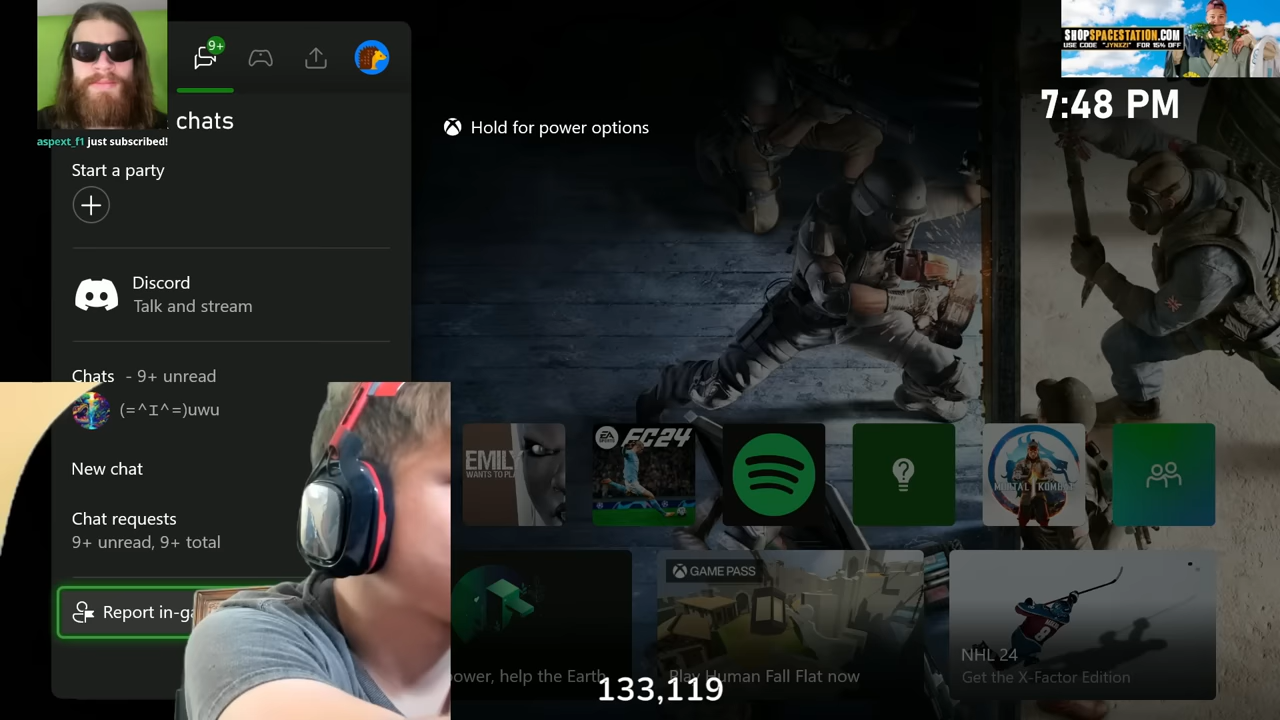 9+
chats
aspext_f1 just subscribed!
Start a party
Discord
Talk and stream
Chats - 9+ unread
(=^ɪ^=)uwu
New chat
Chat requests
9+ unread, 9+ total
Report in-ga
Hold for power options
SHOPSPACESTATION.COM
USE CODE "JYNXZI" FOR 15% OFF
7:48 PM
EMILY
WANTS TO PLA
EA SPORTS
FC24
MORTAL KOMBAT
GAME PASS
ower, help the Earth
Play Human Fall Flat now
NHL 24
Get the X-Factor Edition
133,119